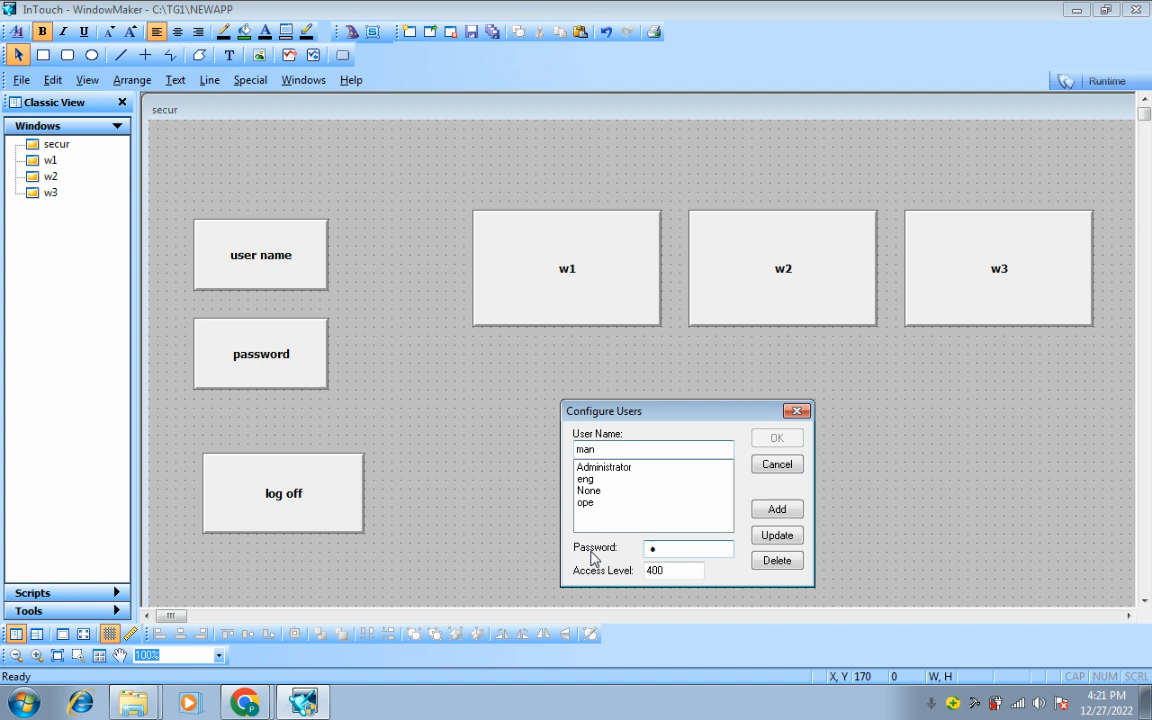 InTouch - WindowMaker - C:\TG1\NEWAPP
B I U A A A A
T
File Edit View Arrange Text Line Special Windows Help
Runtime
Classic View
Windows
secur
w1
w2
w3
Scripts
Tools
secur
user name
password
log off
w1
w2
w3
Configure Users
User Name:
man
Administrator
eng
None
ope
Password:
Access Level: 400
OK
Cancel
Add
Update
Delete
100%
Ready
X, Y 170 0 W, H CAP NUM SCRL
4:21 PM
12/27/2022